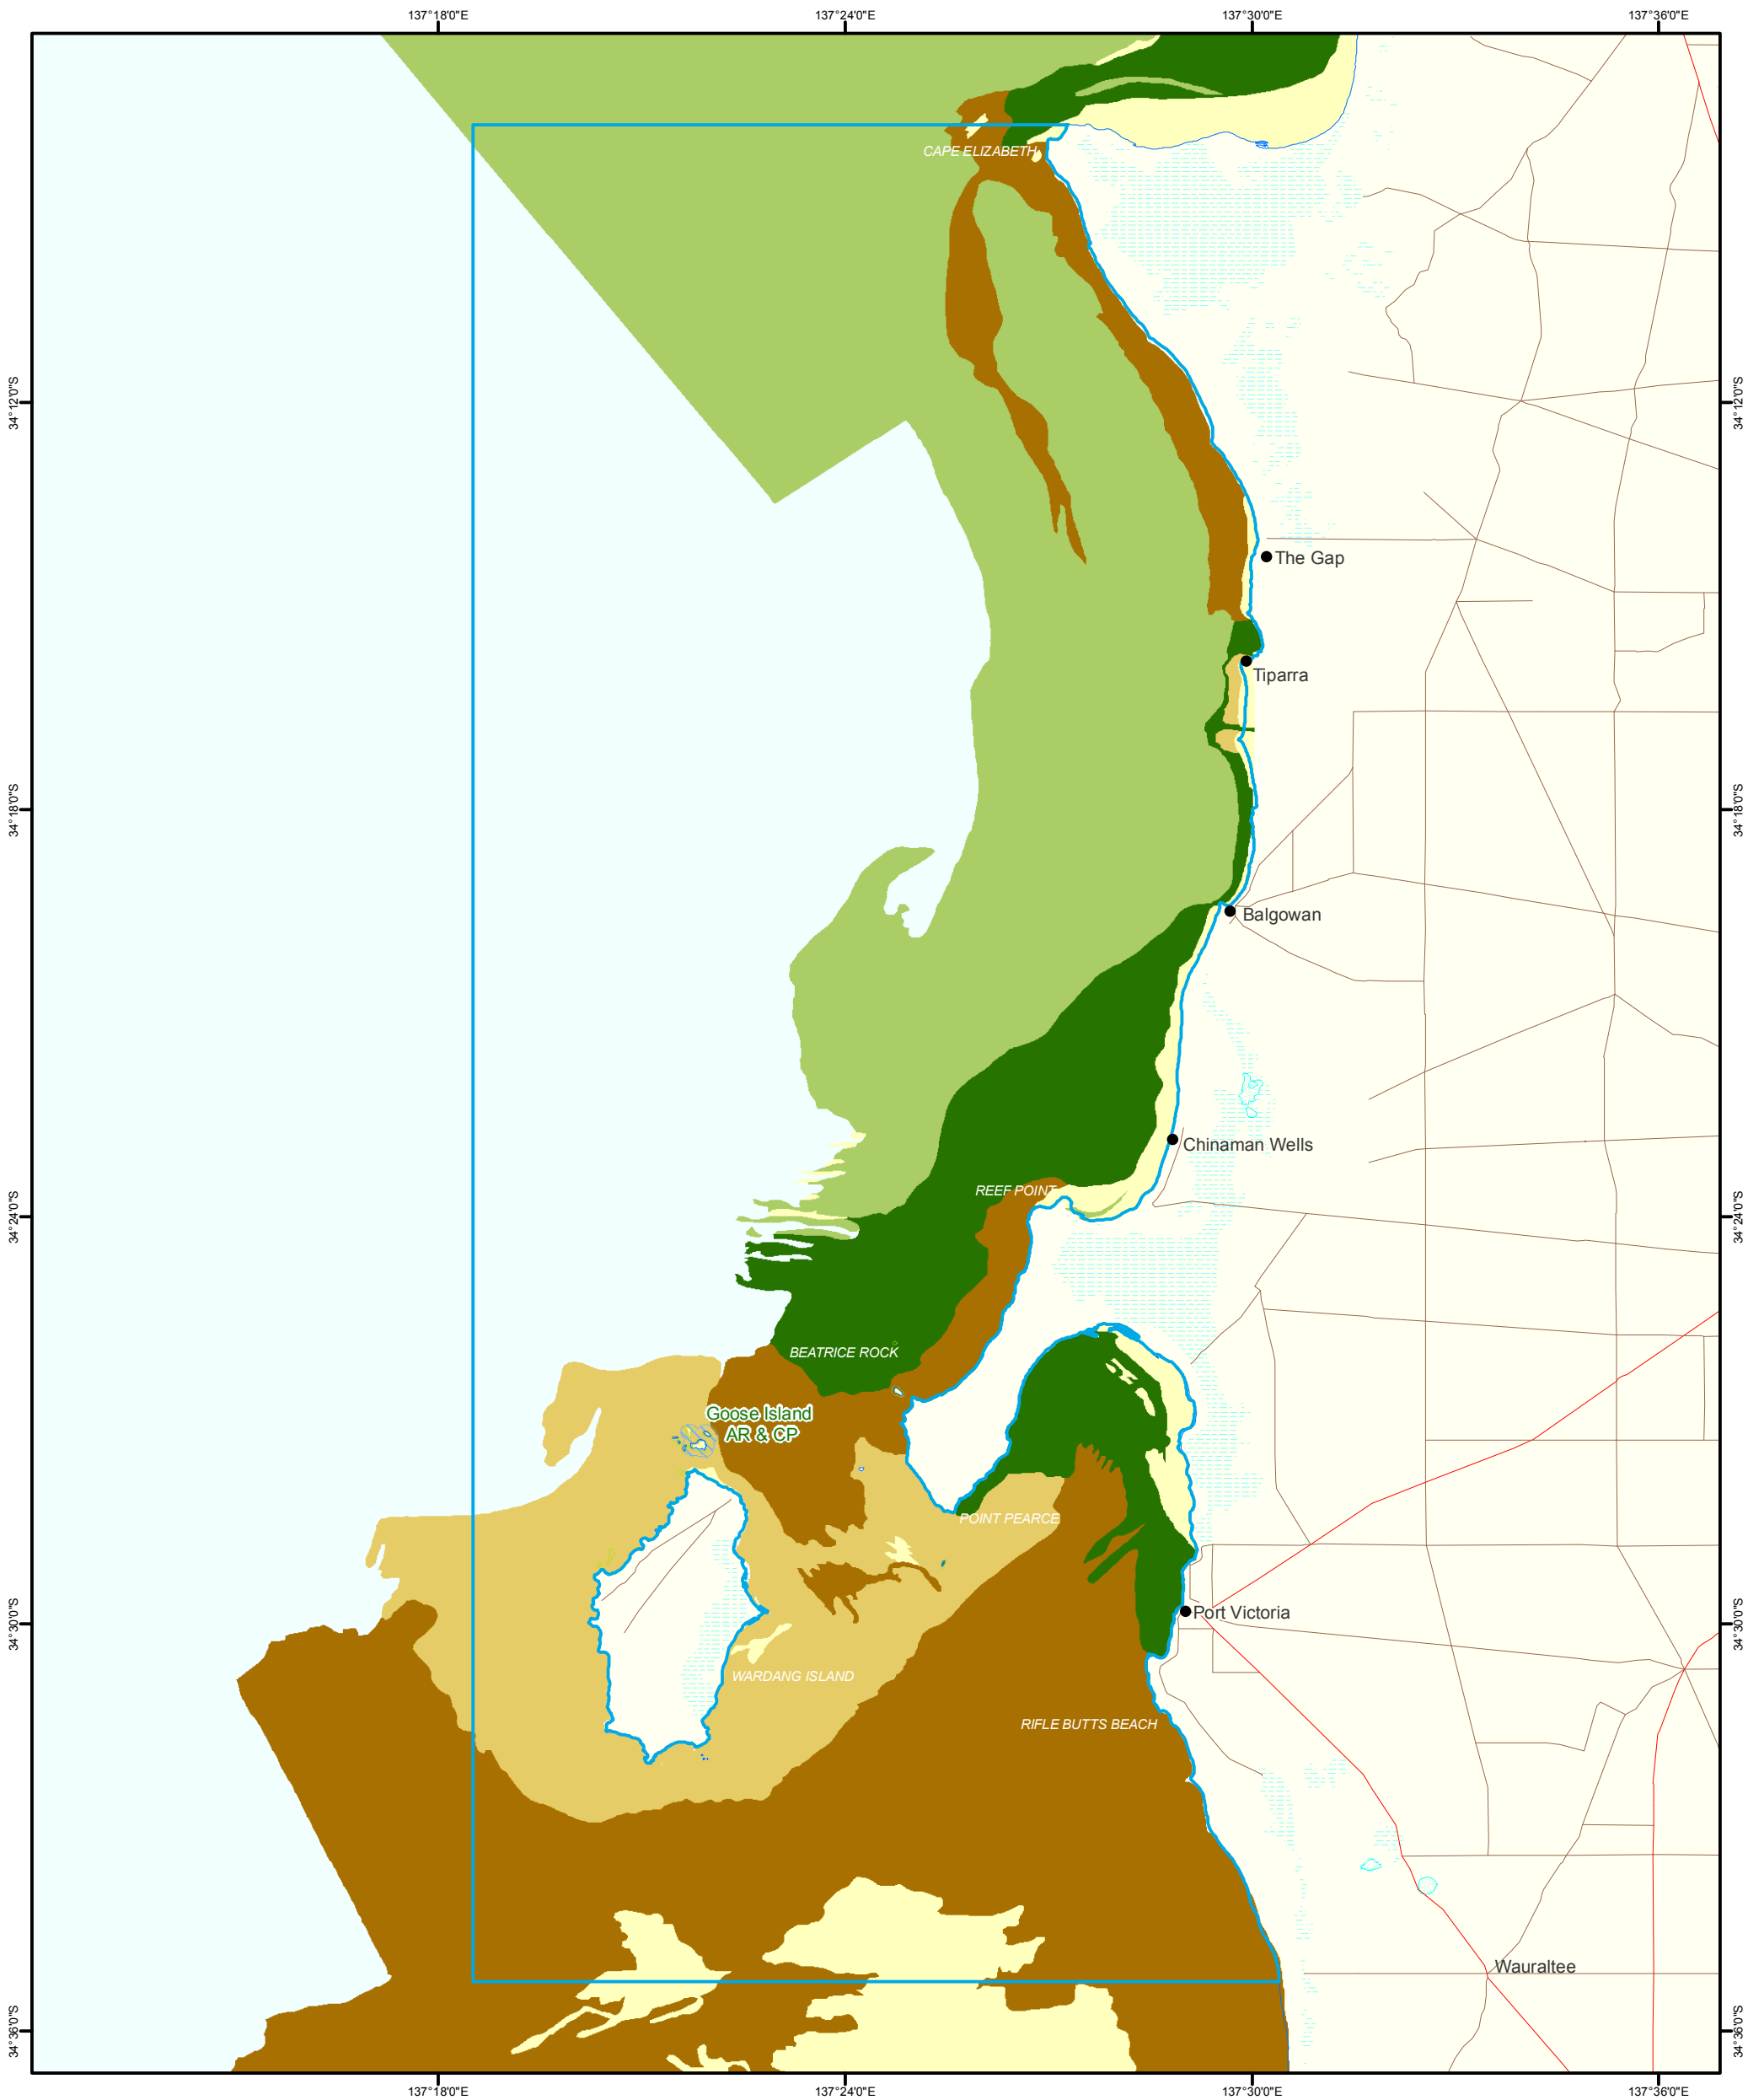 137°18'0"E
137°24'0"E
137°30'0"E
137°36'0"E
CAPE ELIZABETH
34°12'0"S
34°12'0"S
The Gap
Tiparra
34°18'0"S
34°18'0"S
Balgowan
Chinaman Wells
REEF POINT
34°24'0"S
34°24'0"S
BEATRICE ROCK
Goose Island
AR & CP
POINT PEARCE
Port Victoria
34°30'0"S
34°30'0"S
WARDANG ISLAND
RIFLE BUTTS BEACH
Wauraltee
34°36'0"S
34°36'0"S
137°18'0"E
137°24'0"E
137°30'0"E
137°36'0"E